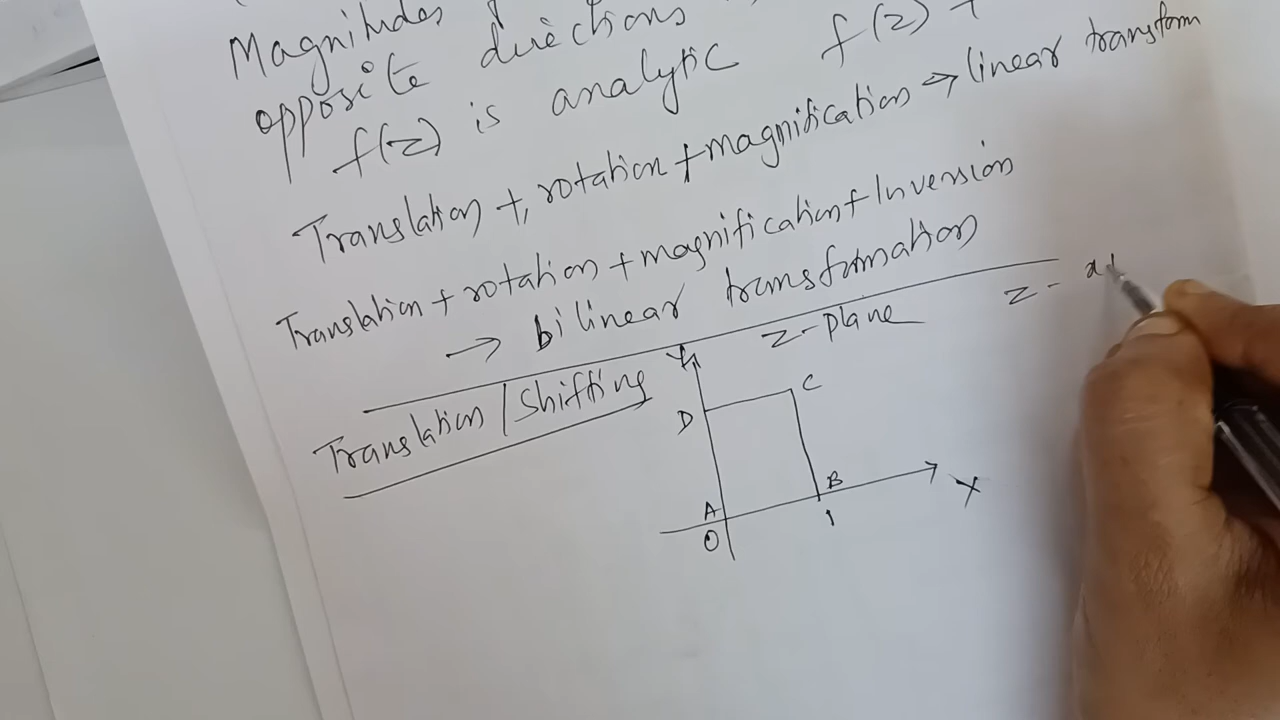 Magnitudes
opposite directions
f(z) is analytic f(z)
Translation +, rotation + magnification → linear transform
Translation + rotation + magnification + Inversion
→ bilinear transformation
Translation / Shifting
Z - Plane
Z -
Y
D
C
A
B
O
1
X